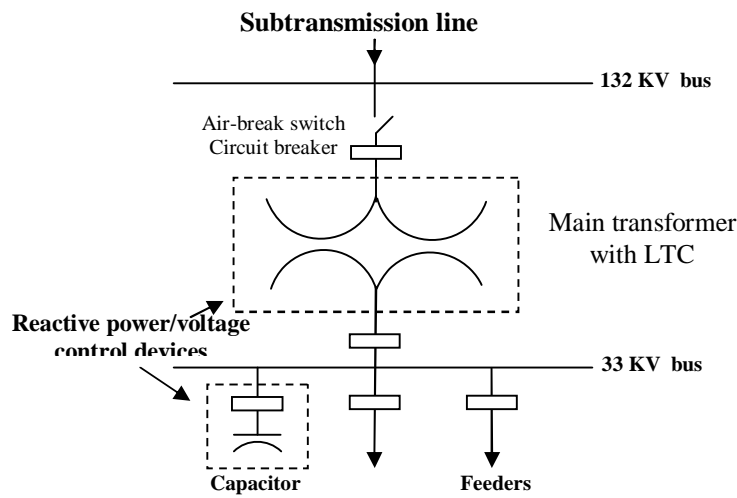 Subtransmission line
132 KV bus
Air-break switch
Circuit breaker
Main transformer
with LTC
Reactive power/voltage
control devices
33 KV bus
Capacitor
Feeders